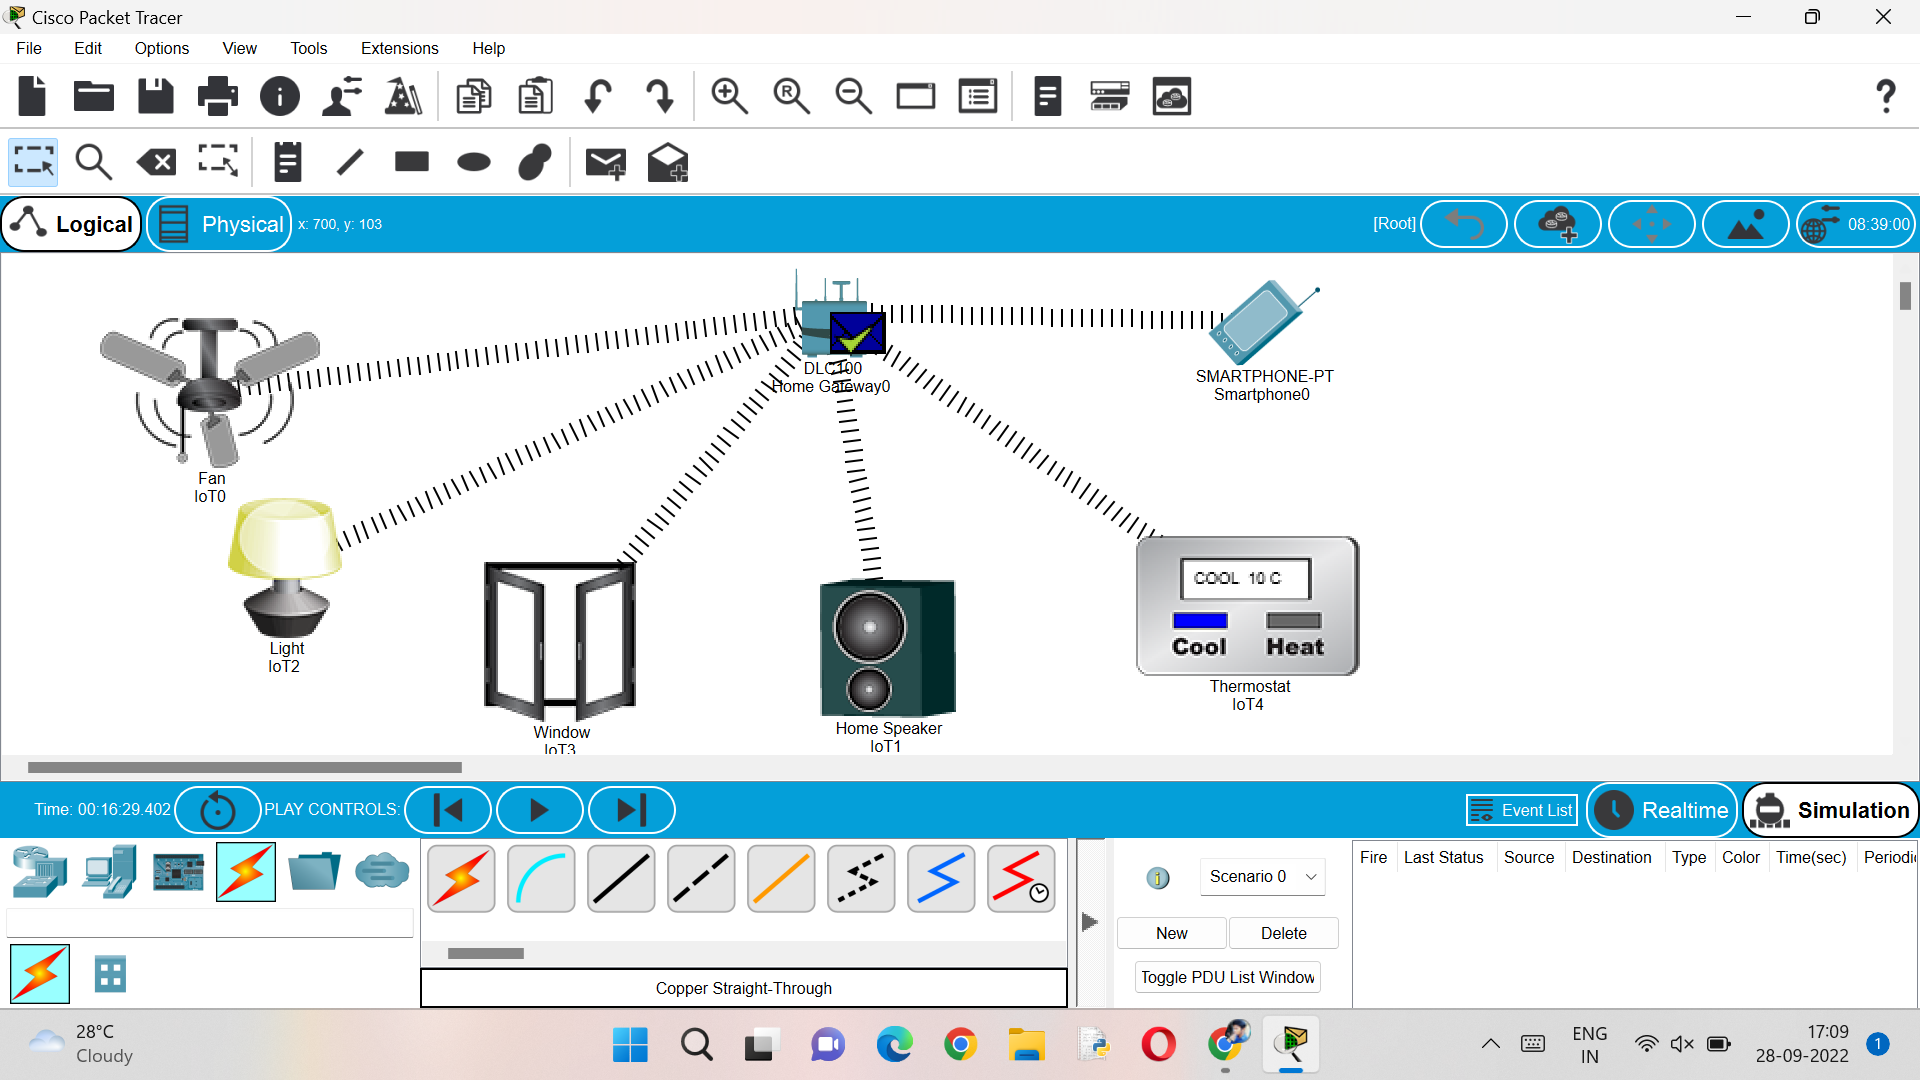 Cisco Packet Tracer
File Edit Options View Tools Extensions Help
Logical Physical x: 700, y: 103 [Root] 08:39:00
DLC100
Home Gateway0
SMARTPHONE-PT
Smartphone0
Fan
IoT0
COOL 10 C
Cool Heat
Light
IoT2
Thermostat
IoT4
Window
IoT3
Home Speaker
IoT1
Time: 00:16:29.402 PLAY CONTROLS: Event List Realtime Simulation
Fire Last Status Source Destination Type Color Time(sec) Periodic
Scenario 0
New Delete
Toggle PDU List Window
Copper Straight-Through
28°C
Cloudy
ENG
IN
17:09
28-09-2022
1